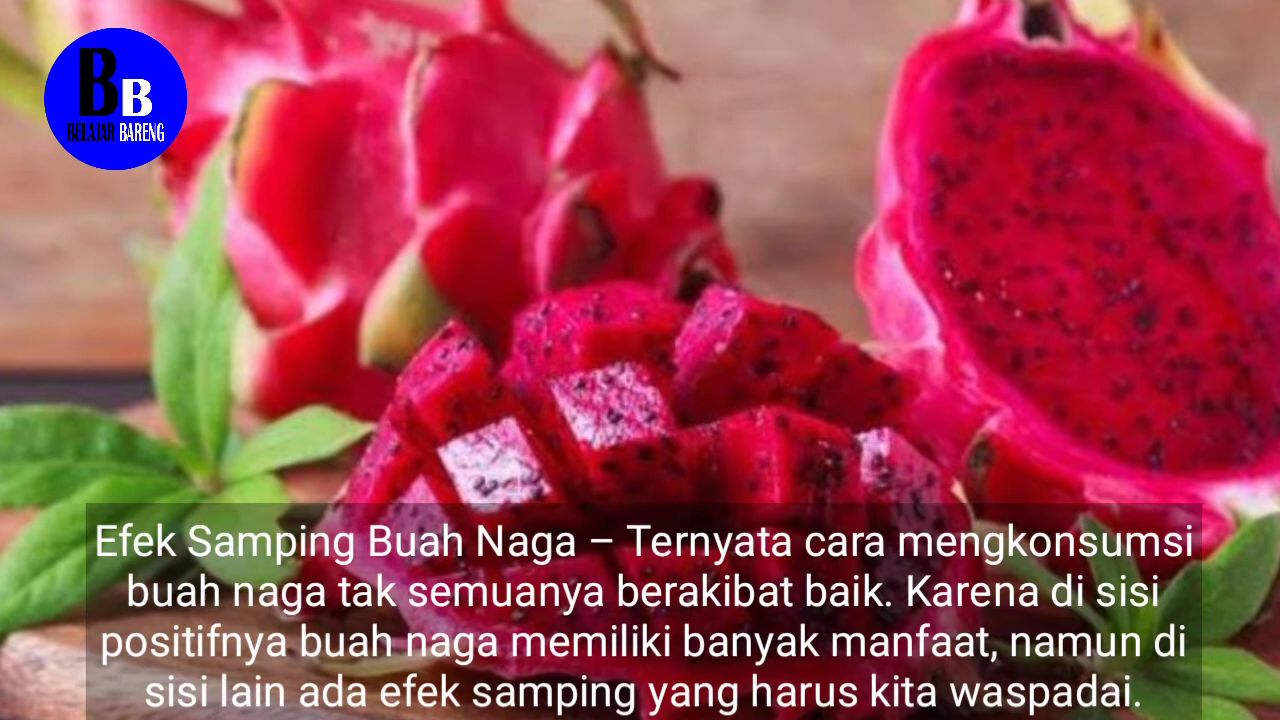 BB
BELAJAR BARENG
Efek Samping Buah Naga – Ternyata cara mengkonsumsi
buah naga tak semuanya berakibat baik. Karena di sisi
positifnya buah naga memiliki banyak manfaat, namun di
sisi lain ada efek samping yang harus kita waspadai.